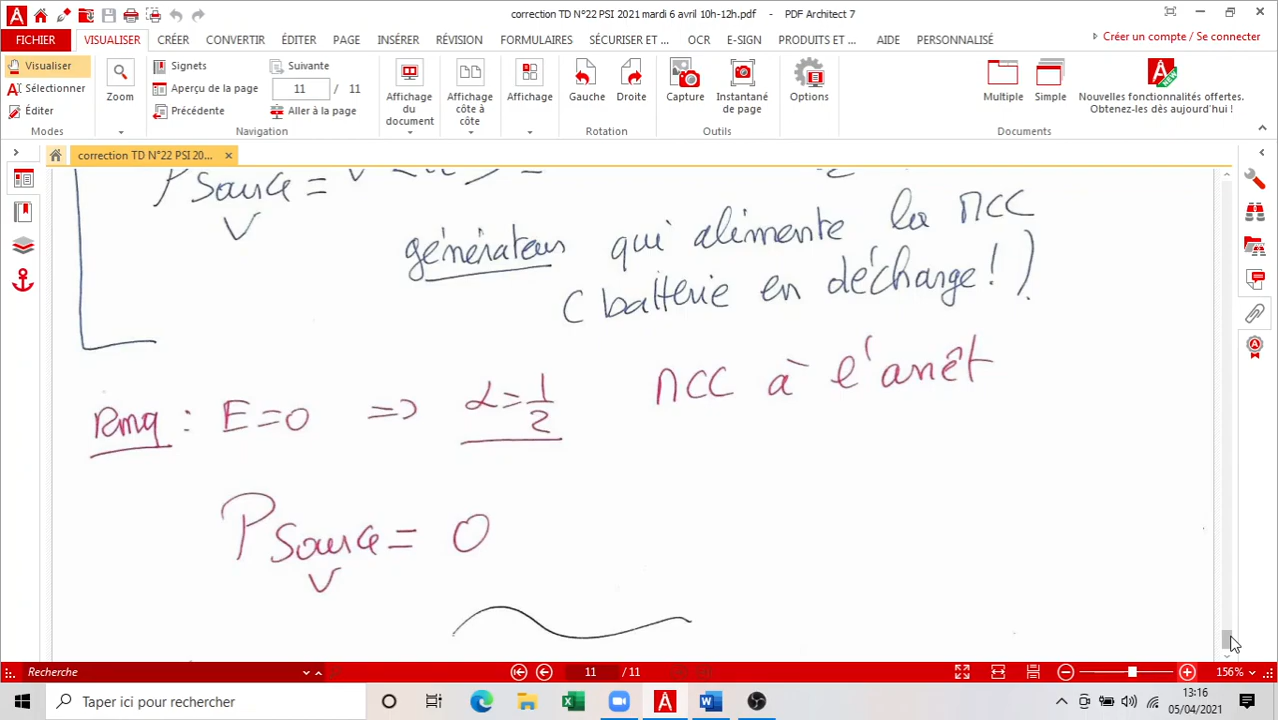 correction TD N°22 PSI 2021 mardi 6 avril 10h-12h.pdf - PDF Architect 7
FICHIER VISUALISER CRÉER CONVERTIR ÉDITER PAGE INSÉRER RÉVISION FORMULAIRES SÉCURISER ET ... OCR E-SIGN PRODUITS ET ... AIDE PERSONNALISÉ Créer un compte / Se connecter
Visualiser
Sélectionner
Éditer
Modes
Zoom
Signets
Aperçu de la page
Précédente
Suivante
11 / 11
Aller à la page
Navigation
Affichage du document
Affichage côte à côte
Affichage
Gauche
Droite
Rotation
Capture
Instantané de page
Outils
Options
Multiple
Simple
Documents
Nouvelles fonctionnalités offertes.
Obtenez-les dès aujourd'hui !
correction TD N°22 PSI 20...
P Source =
V
générateur qui alimente la MCC
( batterie en décharge ! )
Rmq : E = 0 => α = 1/2 MCC à l'arrêt
P Source = 0
V
Recherche 11 / 11 156%
Taper ici pour rechercher
13:16
05/04/2021